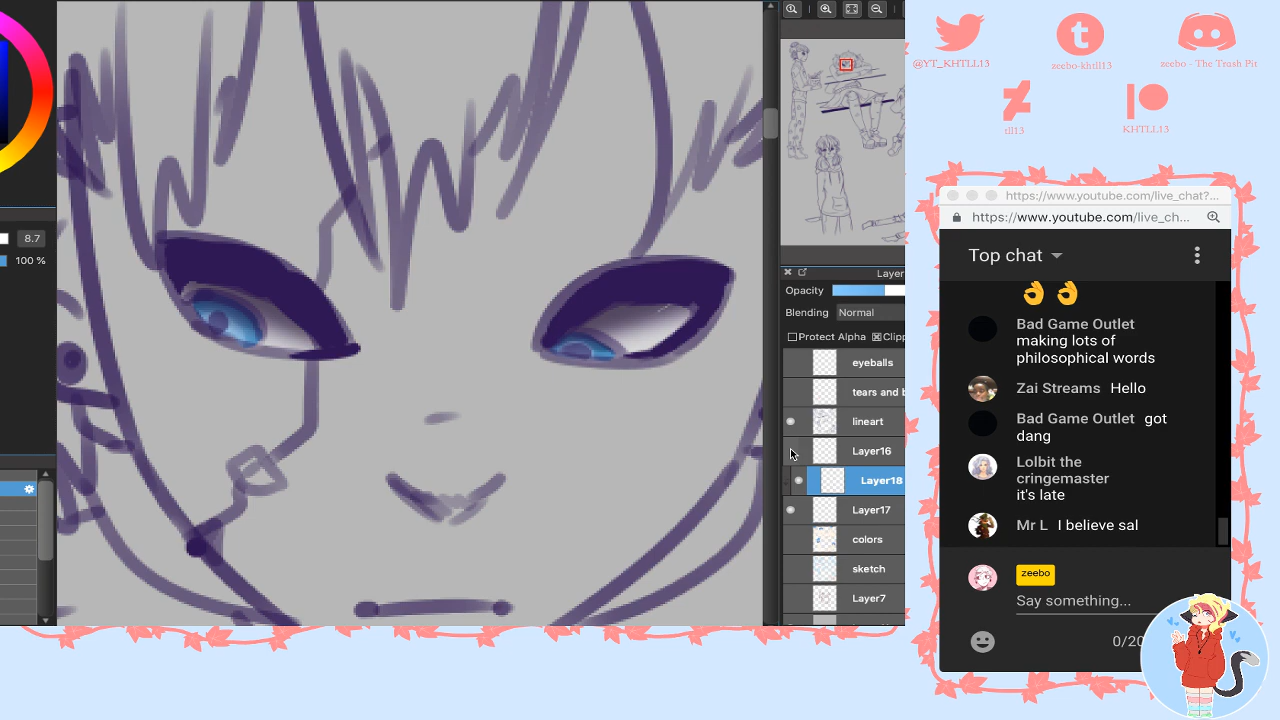 8.7
100 %
Layer
Opacity
Blending Normal
Protect Alpha Clipp
eyeballs
tears and b
lineart
Layer16
Layer18
Layer17
colors
sketch
Layer7
@YT_KHTLL13
zeebo-khtll13
zeebo - The Trash Pit
tll13
KHTLL13
https://www.youtube.com/live_chat?...
https://www.youtube.com/live_ch...
Top chat
👌 👌
Bad Game Outlet
making lots of
philosophical words
Zai Streams Hello
Bad Game Outlet got
dang
Lolbit the
cringemaster
it's late
Mr L I believe sal
zeebo
Say something...
0/20